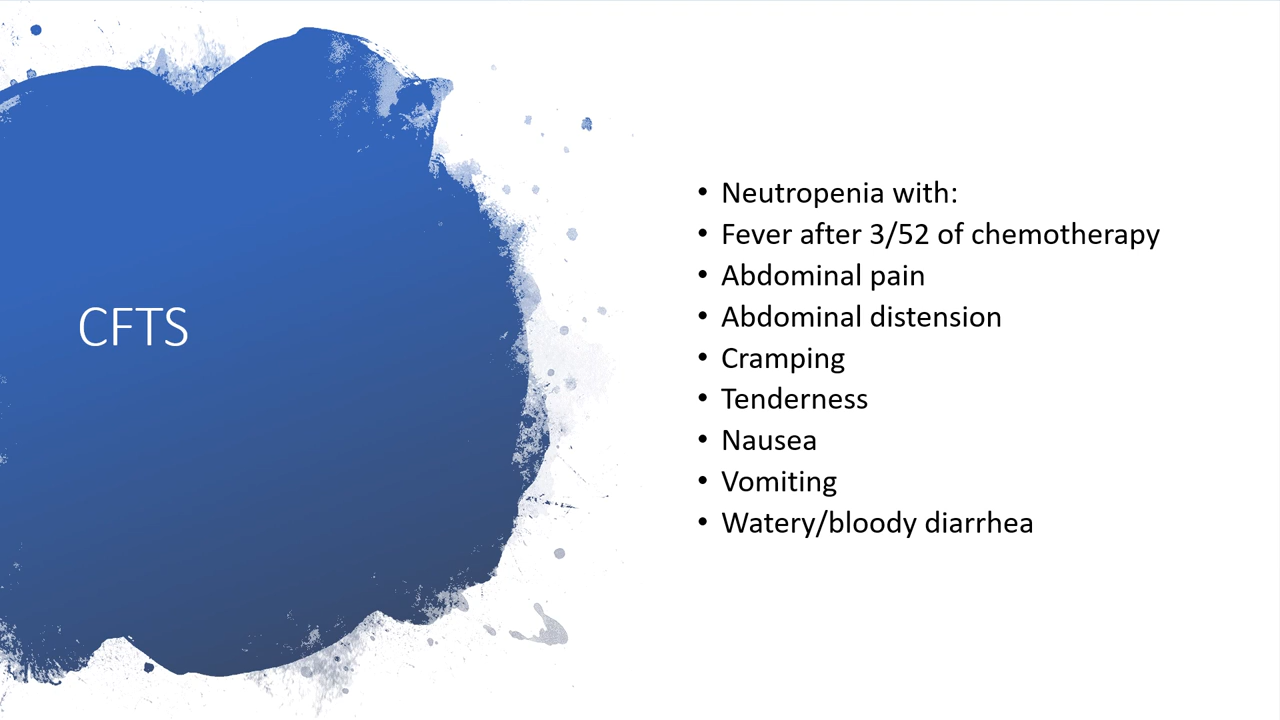 CFTS
• Neutropenia with:
• Fever after 3/52 of chemotherapy
• Abdominal pain
• Abdominal distension
• Cramping
• Tenderness
• Nausea
• Vomiting
• Watery/bloody diarrhea